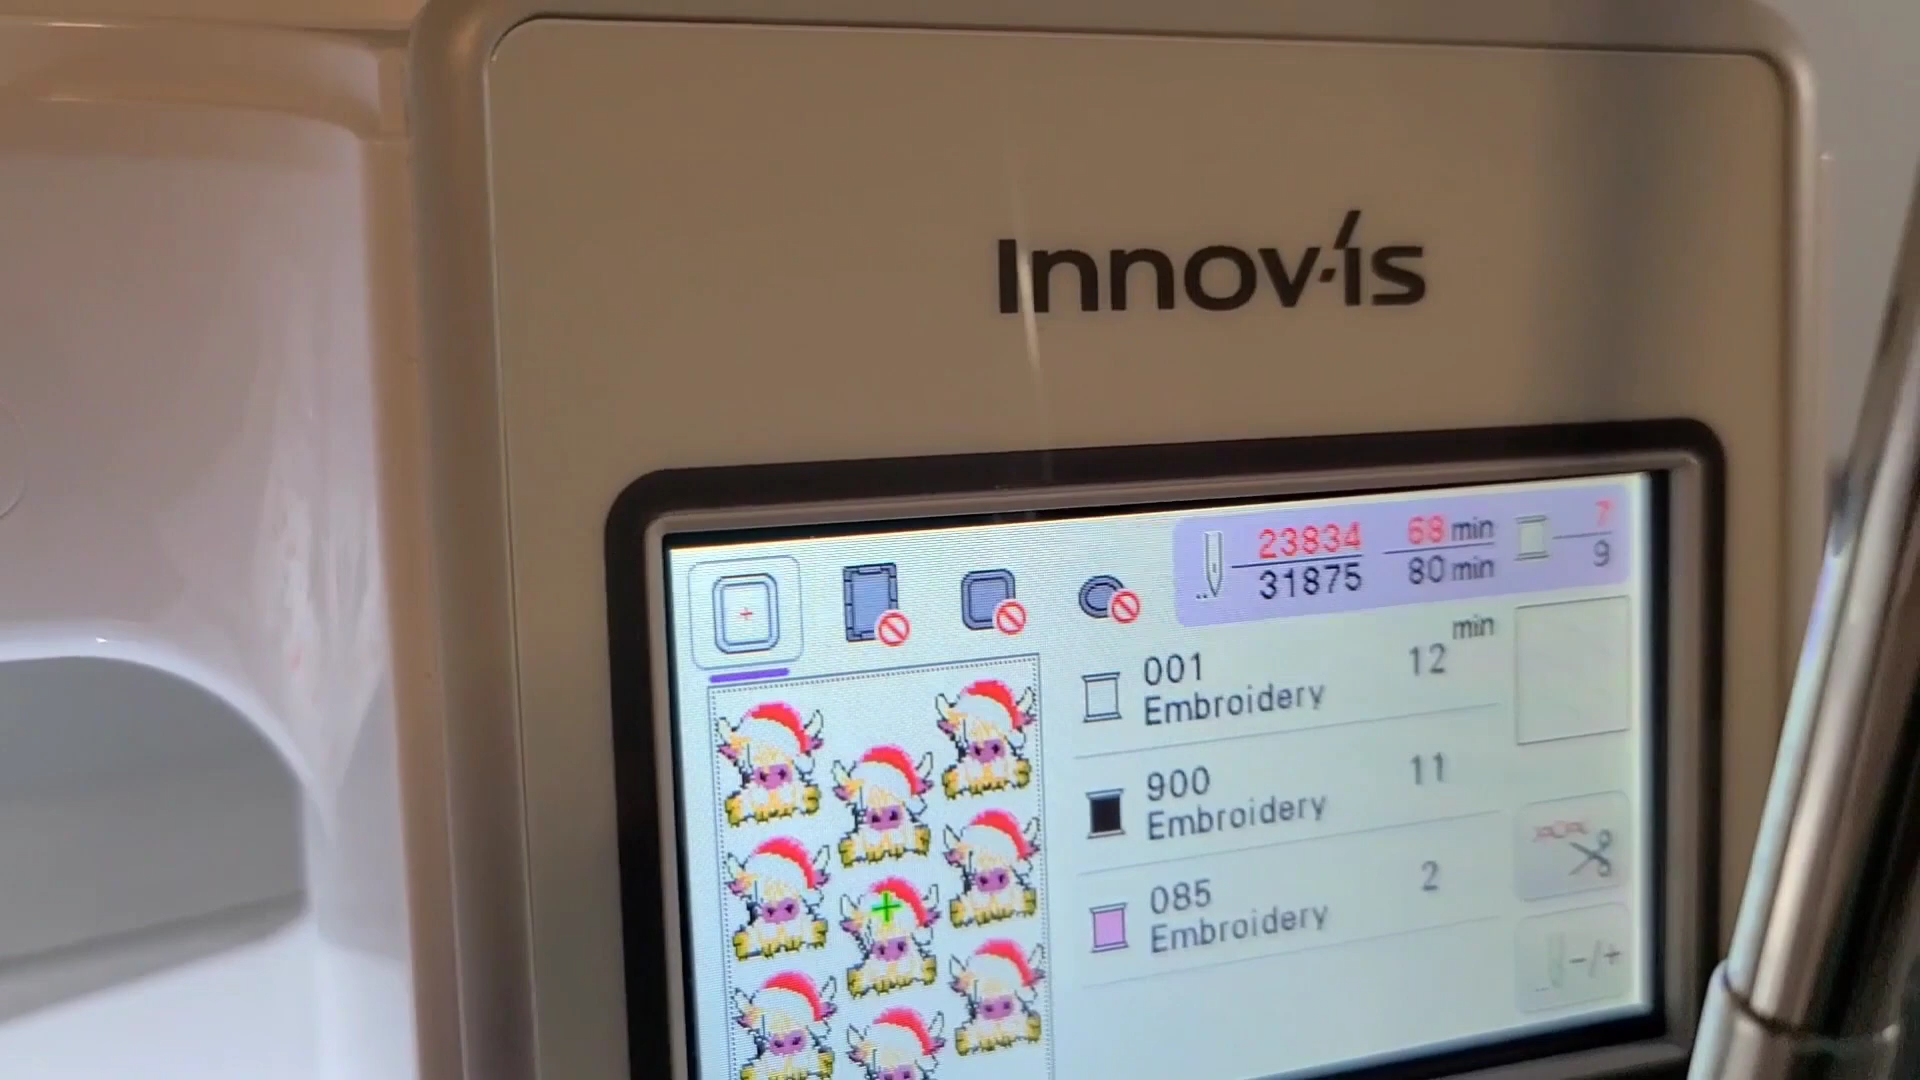 Innov-ís
23834 68 min 7
31875 80 min 9
min
001 12
Embroidery
900 11
Embroidery
085 2
Embroidery
-/+